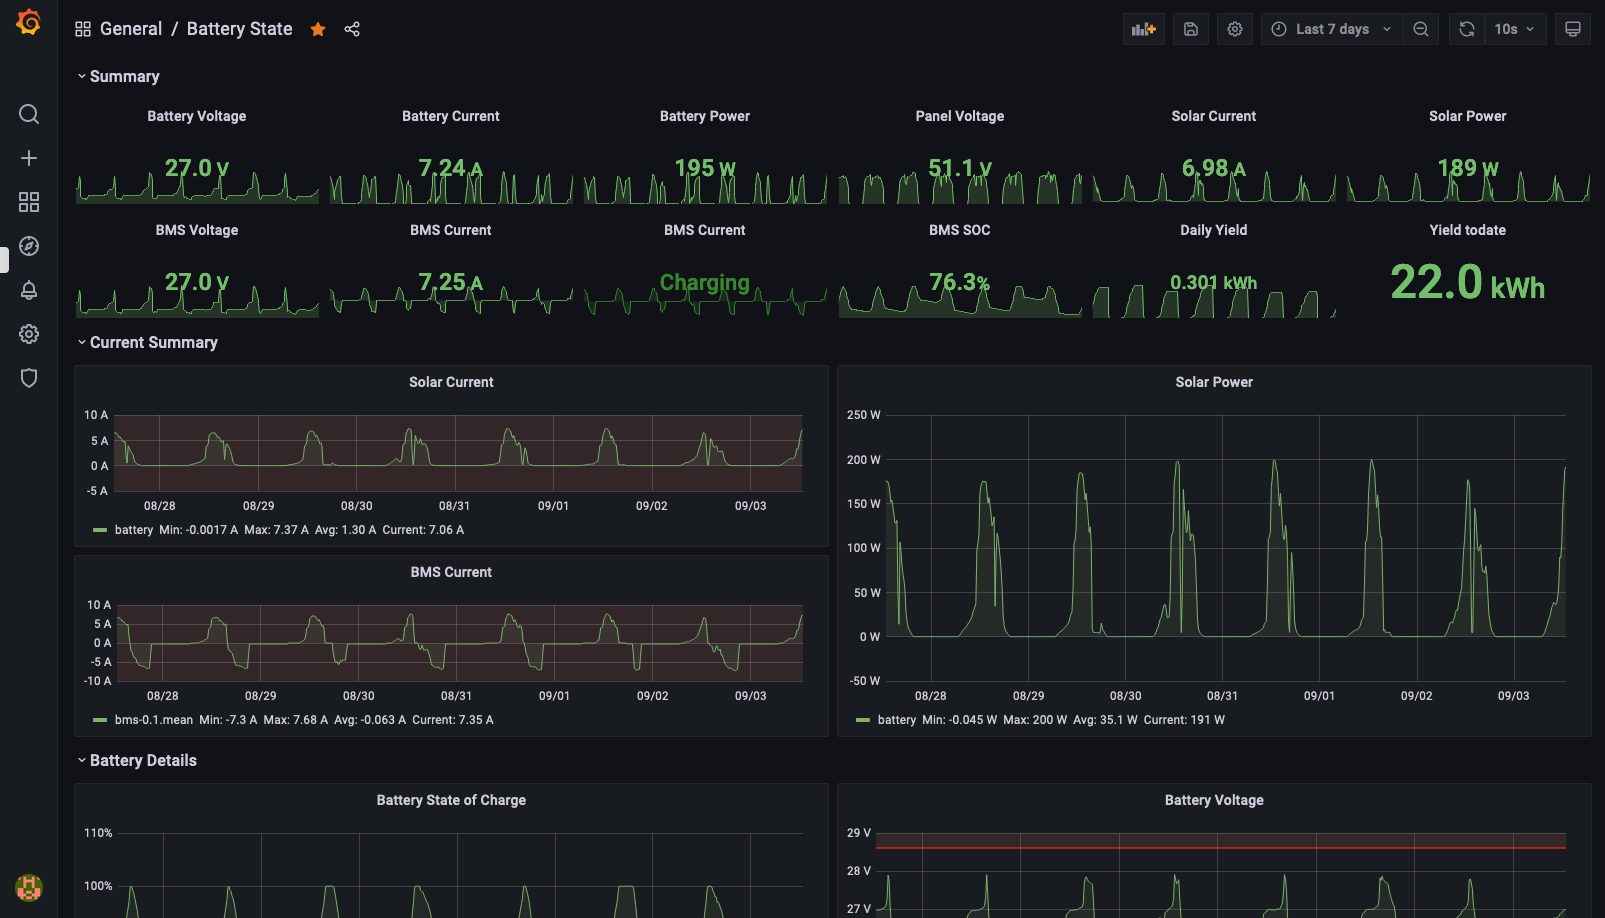 General / Battery State
Last 7 days
10s
Summary
Battery Voltage Battery Current Battery Power Panel Voltage Solar Current Solar Power
27.0 V 7.24 A 195 W 51.1 V 6.98 A 189 W
BMS Voltage BMS Current BMS Current BMS SOC Daily Yield Yield todate
27.0 V 7.25 A Charging 76.3% 0.301 kWh 22.0 kWh
Current Summary
Solar Current
10 A
5 A
0 A
-5 A
08/28 08/29 08/30 08/31 09/01 09/02 09/03
battery Min: -0.0017 A Max: 7.37 A Avg: 1.30 A Current: 7.06 A
BMS Current
10 A
5 A
0 A
-5 A
-10 A
08/28 08/29 08/30 08/31 09/01 09/02 09/03
bms-0.1.mean Min: -7.3 A Max: 7.68 A Avg: -0.063 A Current: 7.35 A
Solar Power
250 W
200 W
150 W
100 W
50 W
0 W
-50 W
08/28 08/29 08/30 08/31 09/01 09/02 09/03
battery Min: -0.045 W Max: 200 W Avg: 35.1 W Current: 191 W
Battery Details
Battery State of Charge
110%
100%
Battery Voltage
29 V
28 V
27 V